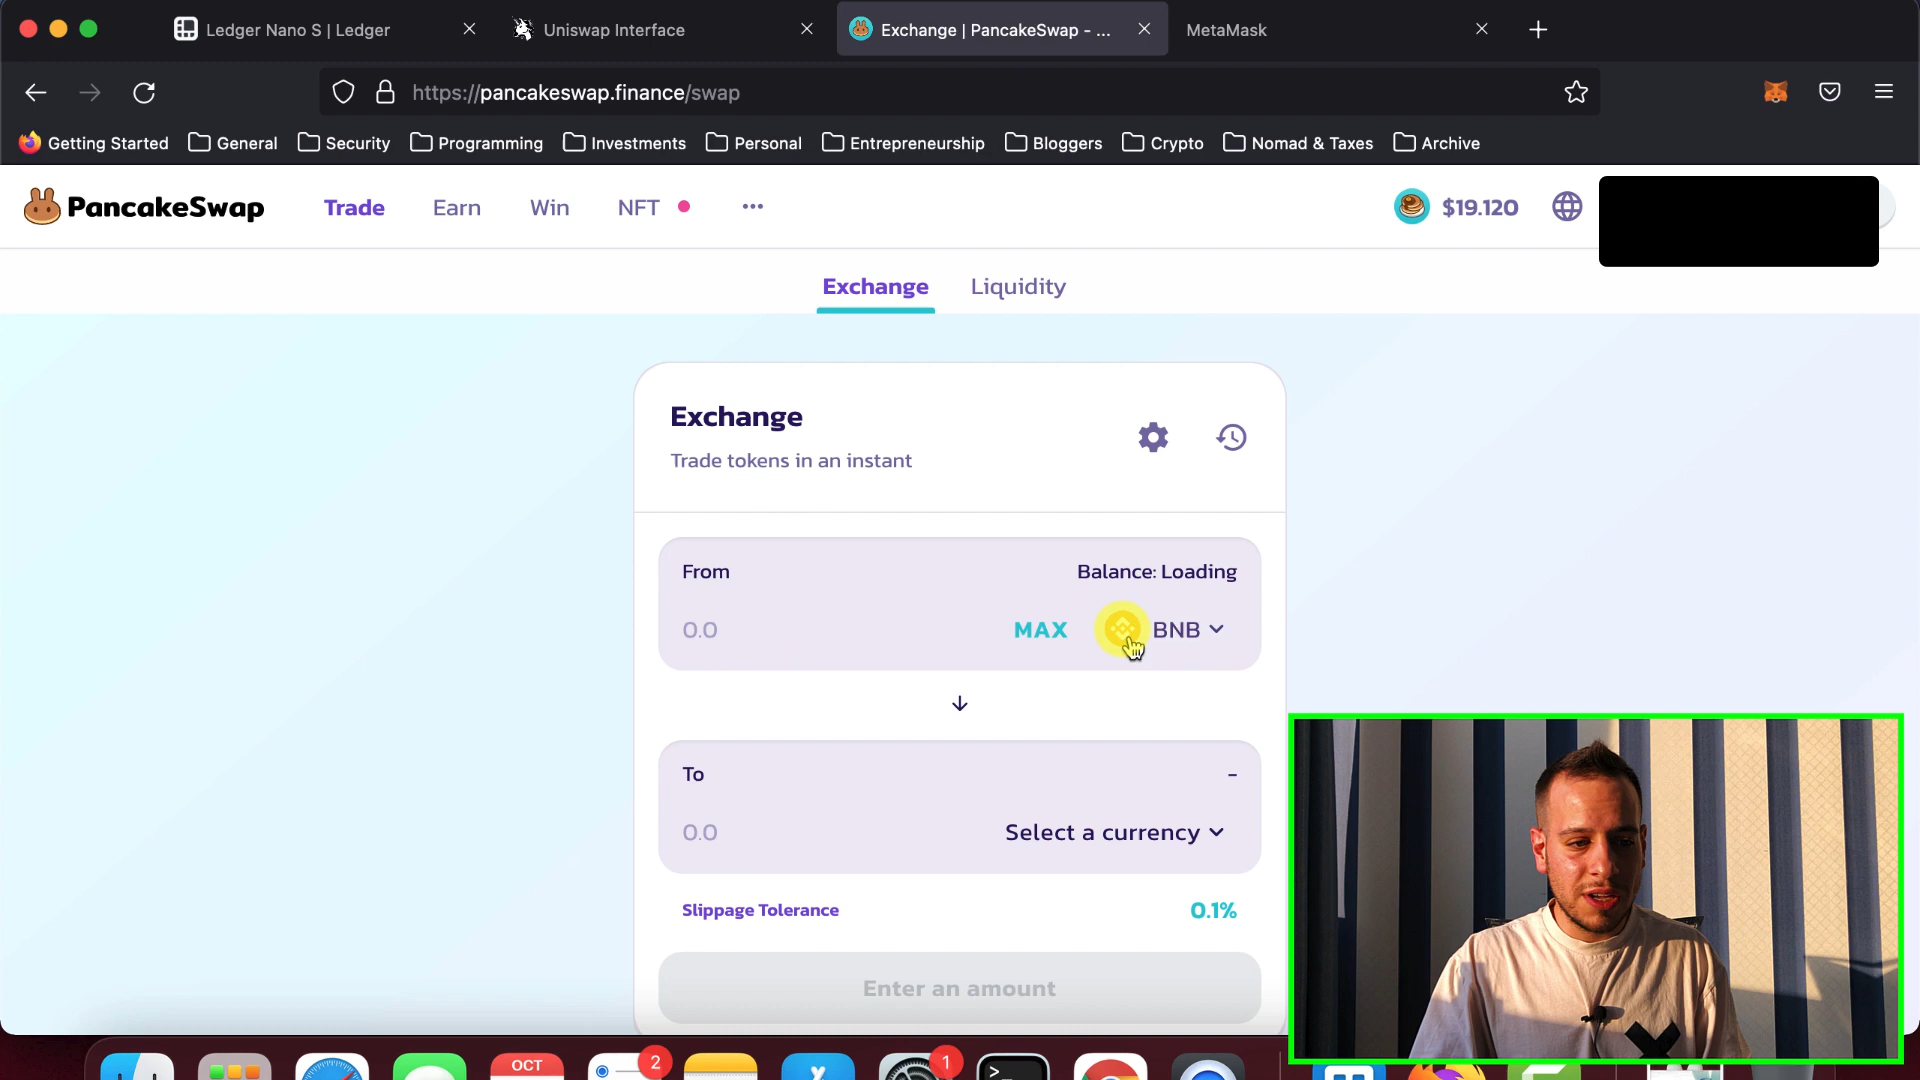 Ledger Nano S | Ledger
Uniswap Interface
Exchange | PancakeSwap - ...
MetaMask
https://pancakeswap.finance/swap
Getting Started
General
Security
Programming
Investments
Personal
Entrepreneurship
Bloggers
Crypto
Nomad & Taxes
Archive
PancakeSwap
Trade
Earn
Win
NFT
$19.120
Exchange
Liquidity
Exchange
Trade tokens in an instant
From
Balance: Loading
0.0
MAX
BNB
To
-
0.0
Select a currency
Slippage Tolerance
0.1%
Enter an amount
OCT
2
1